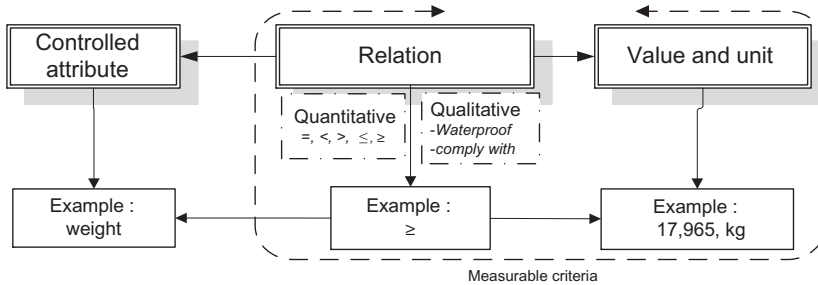 Controlled
attribute
Relation
Value and unit
Quantitative
=, <, >, ≤, ≥
Qualitative
-Waterproof
-comply with
Example :
weight
Example :
≥
Example :
17,965, kg
Measurable criteria